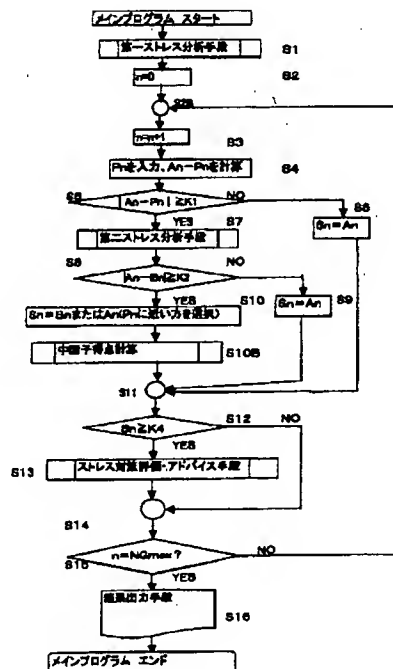 メインプログラム スタート
第一ストレス分析手段 S1
n=0 S2
n=n+1
S3
Pnを入力、An-Pnを計算 S4
|An-Pn|≧K1 NO
YES S7
第二ストレス分析手段
Sn=An
|An-Bn|≧K2 NO
YES S10
Sn=An S9
Sn=BnまたはAn(Pnに近い方を選択)
中因子得点計算 S10B
S11
Sn≧K4 S12 NO
YES
S13 ストレス対策評価・アドバイス手段
S14
n=NGmax? NO
S15
YES
結果出力手段
S16
メインプログラム エンド